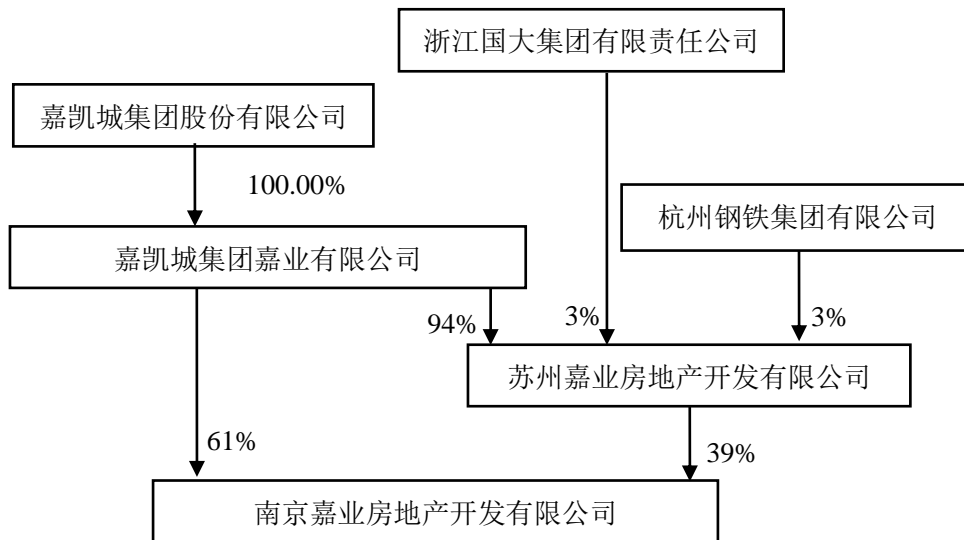 浙江国大集团有限责任公司
嘉凯城集团股份有限公司
100.00%
杭州钢铁集团有限公司
嘉凯城集团嘉业有限公司
94%
3%
3%
苏州嘉业房地产开发有限公司
61%
39%
南京嘉业房地产开发有限公司